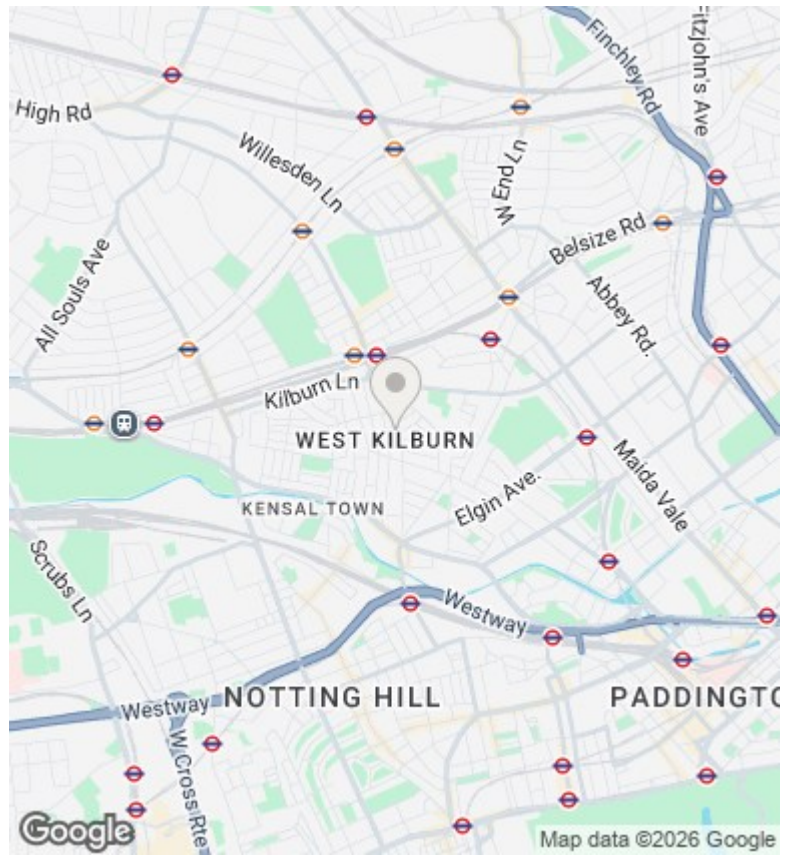 Finchley Rd
Fitzjohn's Ave
High Rd
Willesden Ln
W End Ln
Belsize Rd
All Souls Ave
Abbey Rd.
Kilburn Ln
WEST KILBURN
Maida Vale
Elgin Ave.
KENSAL TOWN
Scrubs Ln
Westway
NOTTING HILL
PADDINGTO
Westway
W Cross Rte
Google
Map data ©2026 Google